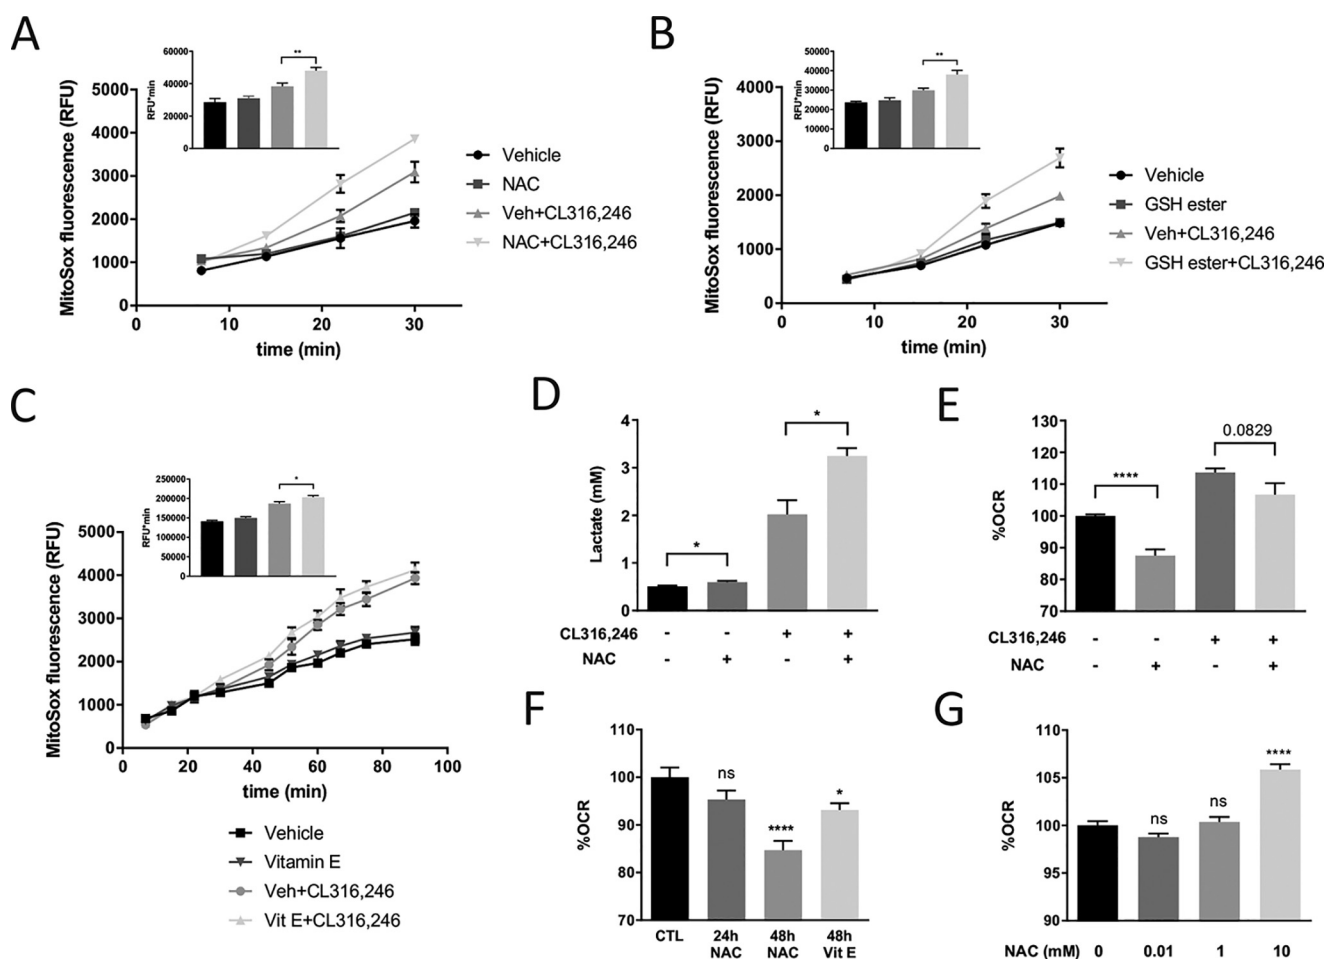 A
MitoSox fluorescence (RFU)
5000
4000
3000
2000
1000
0
0 10 20 30
time (min)
RFU*min
60000
40000
20000
0
**
Vehicle
NAC
Veh+CL316,246
NAC+CL316,246
B
MitoSox fluorescence (RFU)
4000
3000
2000
1000
0
0 10 20 30
time (min)
RFU*min
50000
40000
30000
20000
10000
0
**
Vehicle
GSH ester
Veh+CL316,246
GSH ester+CL316,246
C
MitoSox fluorescence (RFU)
5000
4000
3000
2000
1000
0
0 20 40 60 80 100
time (min)
RFU*min
250000
200000
150000
100000
50000
0
*
Vehicle
Vitamin E
Veh+CL316,246
Vit E+CL316,246
D
Lactate (mM)
4
3
2
1
0
*
*
CL316,246 - - + +
NAC - + - +
E
%OCR
130
120
110
100
90
80
70
****
0.0829
CL316,246 - - + +
NAC - + - +
F
%OCR
110
100
90
80
70
ns
****
*
CTL 24h 48h 48h
NAC NAC Vit E
G
%OCR
110
105
100
95
90
ns
ns
****
NAC (mM) 0 0.01 1 10